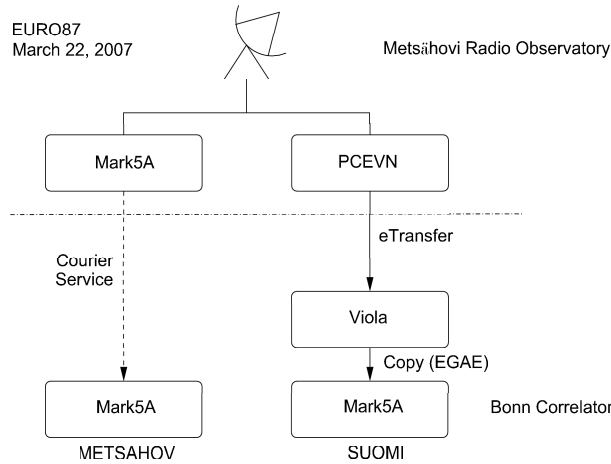 EURO87
March 22, 2007
Metsähovi Radio Observatory
Mark5A
PCEVN
eTransfer
Courier
Service
Viola
Copy (EGAE)
Mark5A
Mark5A
Bonn Correlator
METSAHOV
SUOMI